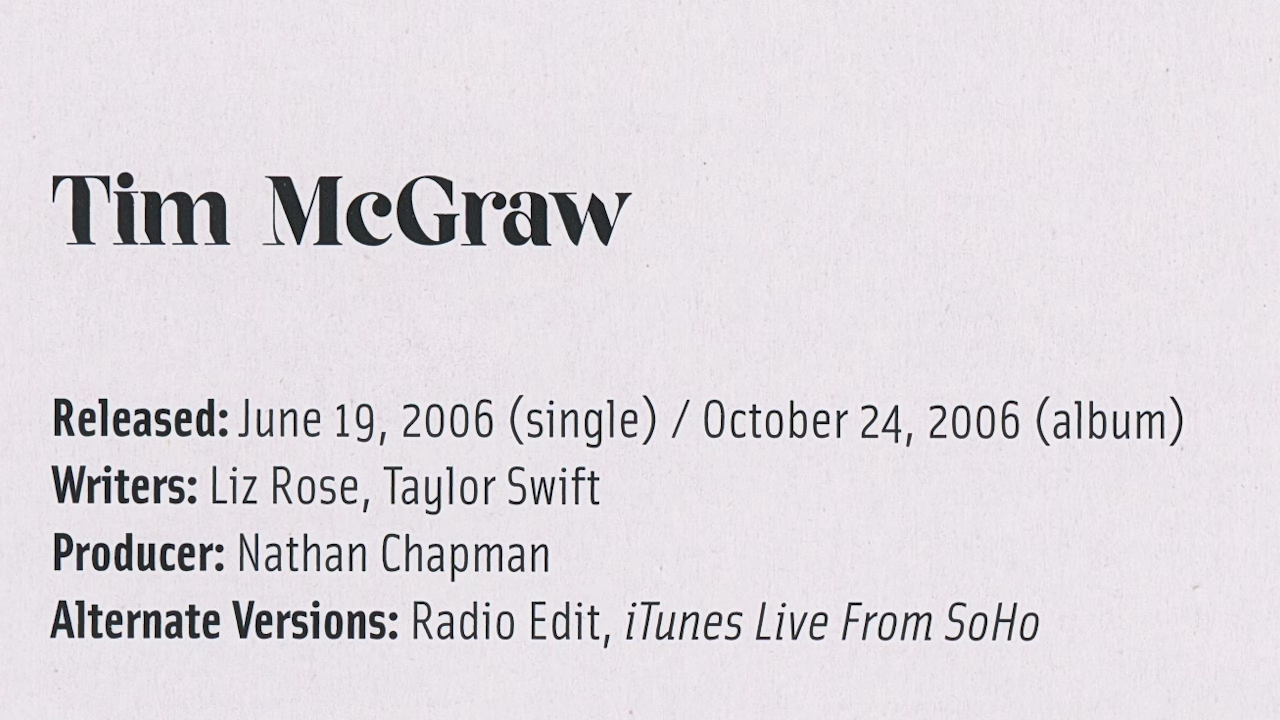 Tim McGraw
Released: June 19, 2006 (single) / October 24, 2006 (album)
Writers: Liz Rose, Taylor Swift
Producer: Nathan Chapman
Alternate Versions: Radio Edit, iTunes Live From SoHo